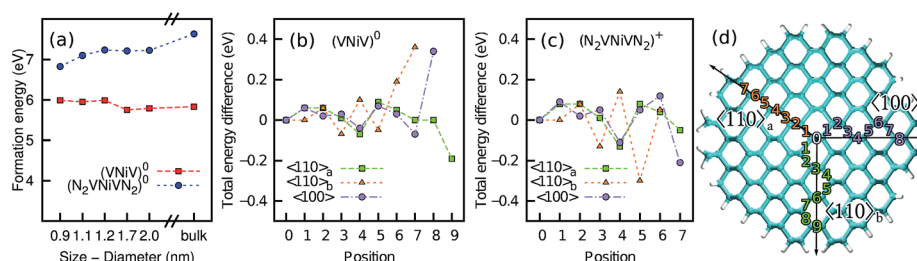 (a)
Formation energy (eV)
7
6
5
4
(VNiV)⁰
(N₂VNiVN₂)⁰
0.9 1.1 1.2 1.7 2.0 bulk
Size – Diameter (nm)
(b) (VNiV)⁰
Total energy difference (eV)
0.4
0.2
0
-0.2
-0.4
<110>a
<110>b
<100>
0 1 2 3 4 5 6 7 8 9
Position
(c) (N₂VNiVN₂)⁺
Total energy difference (eV)
0.4
0.2
0
-0.2
-0.4
<110>a
<110>b
<100>
0 1 2 3 4 5 6 7
Position
(d)
7 6 5 4 3 2 1
⟨110⟩a
⟨100⟩
0 1 2 3 4 5 6 7 8
1
2
3
4
5
6
7
8
9
⟨110⟩b